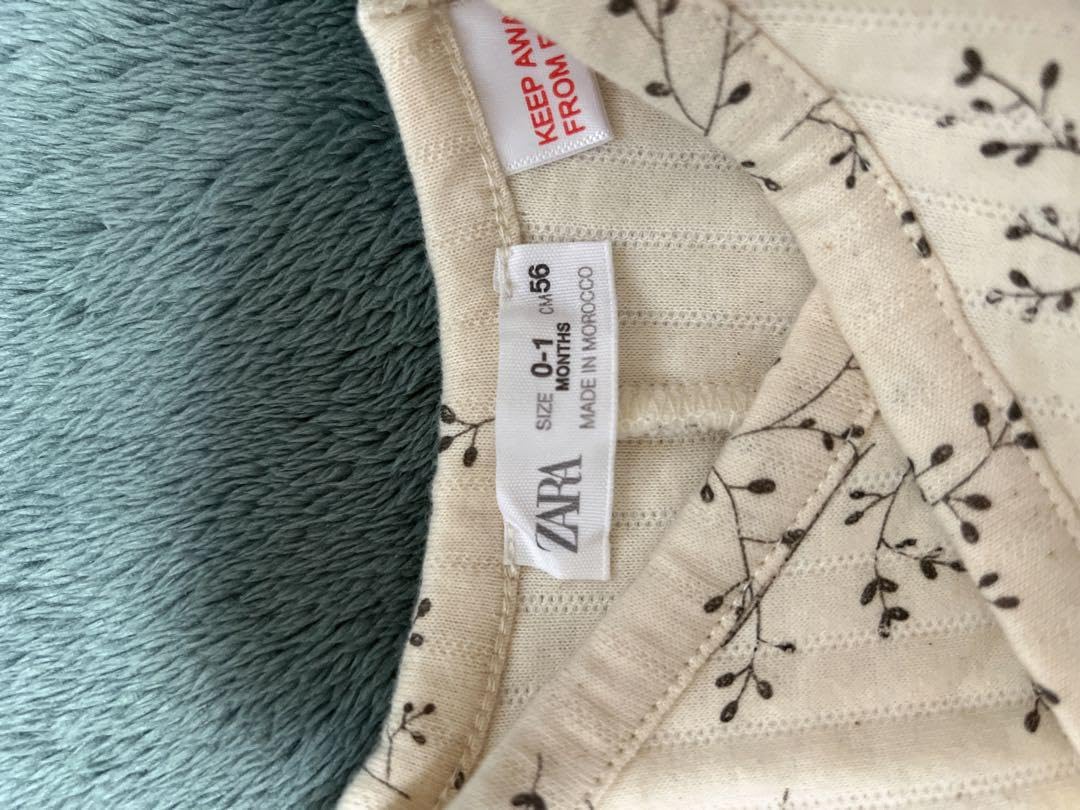 KEEP AWA
FROM F
ZARA
SIZE 0-1 CM 56
MONTHS
MADE IN MOROCCO